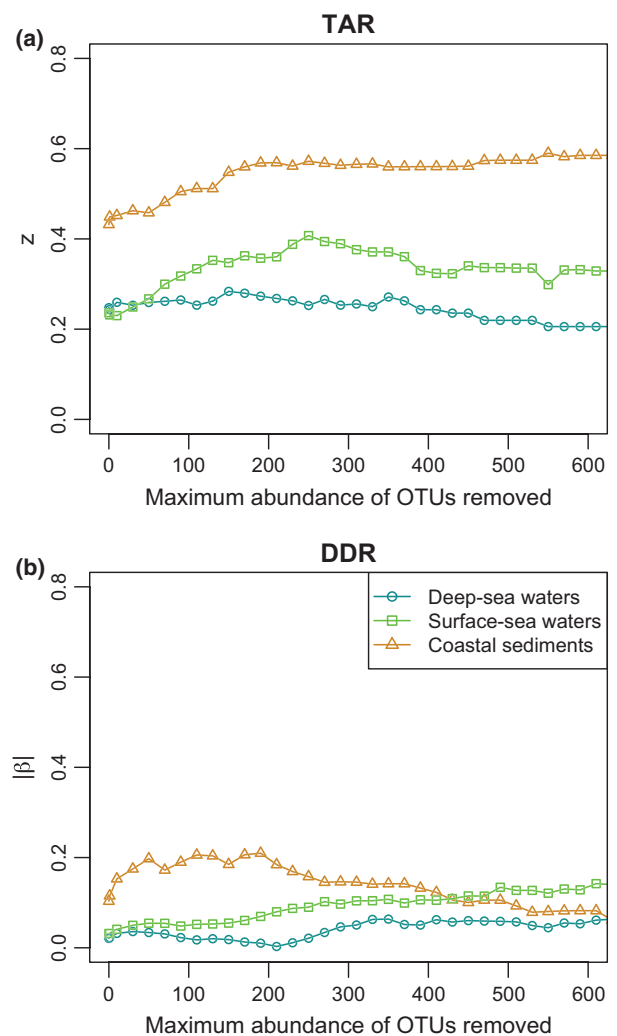 (a)
TAR
0.8
0.6
0.4
0.2
0.0
z
0 100 200 300 400 500 600
Maximum abundance of OTUs removed
(b)
DDR
0.8
0.6
0.4
0.2
0.0
|β|
Deep-sea waters
Surface-sea waters
Coastal sediments
0 100 200 300 400 500 600
Maximum abundance of OTUs removed